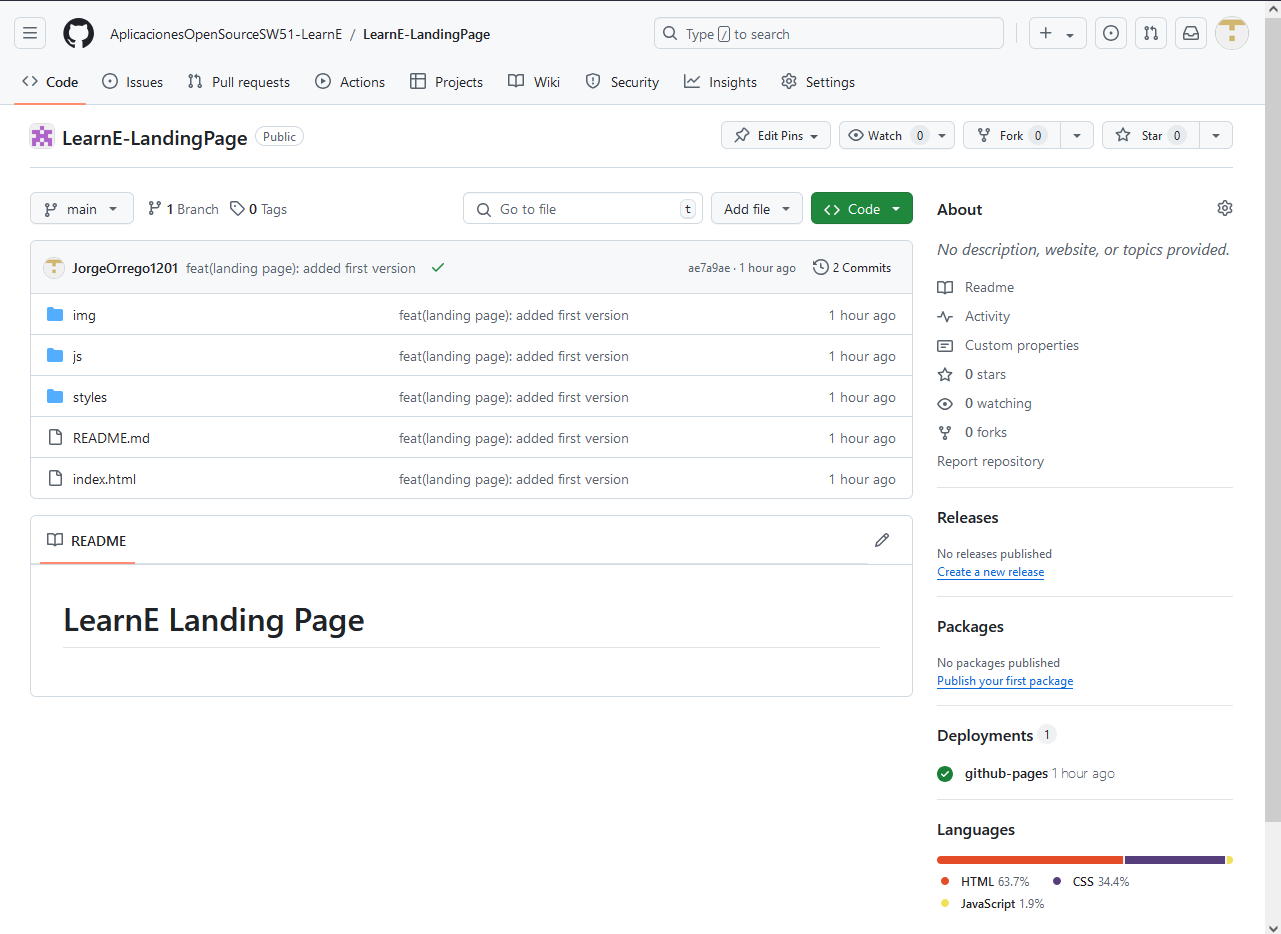 AplicacionesOpenSourceSW51-LearnE / LearnE-LandingPage
Type / to search
Code Issues Pull requests Actions Projects Wiki Security Insights Settings
LearnE-LandingPage Public
Edit Pins Watch 0 Fork 0 Star 0
main 1 Branch 0 Tags Go to file t Add file Code
JorgeOrrego1201 feat(landing page): added first version ae7a9ae · 1 hour ago 2 Commits
img feat(landing page): added first version 1 hour ago
js feat(landing page): added first version 1 hour ago
styles feat(landing page): added first version 1 hour ago
README.md feat(landing page): added first version 1 hour ago
index.html feat(landing page): added first version 1 hour ago
README
LearnE Landing Page
About
No description, website, or topics provided.
Readme
Activity
Custom properties
0 stars
0 watching
0 forks
Report repository
Releases
No releases published
Create a new release
Packages
No packages published
Publish your first package
Deployments 1
github-pages 1 hour ago
Languages
HTML 63.7% CSS 34.4%
JavaScript 1.9%